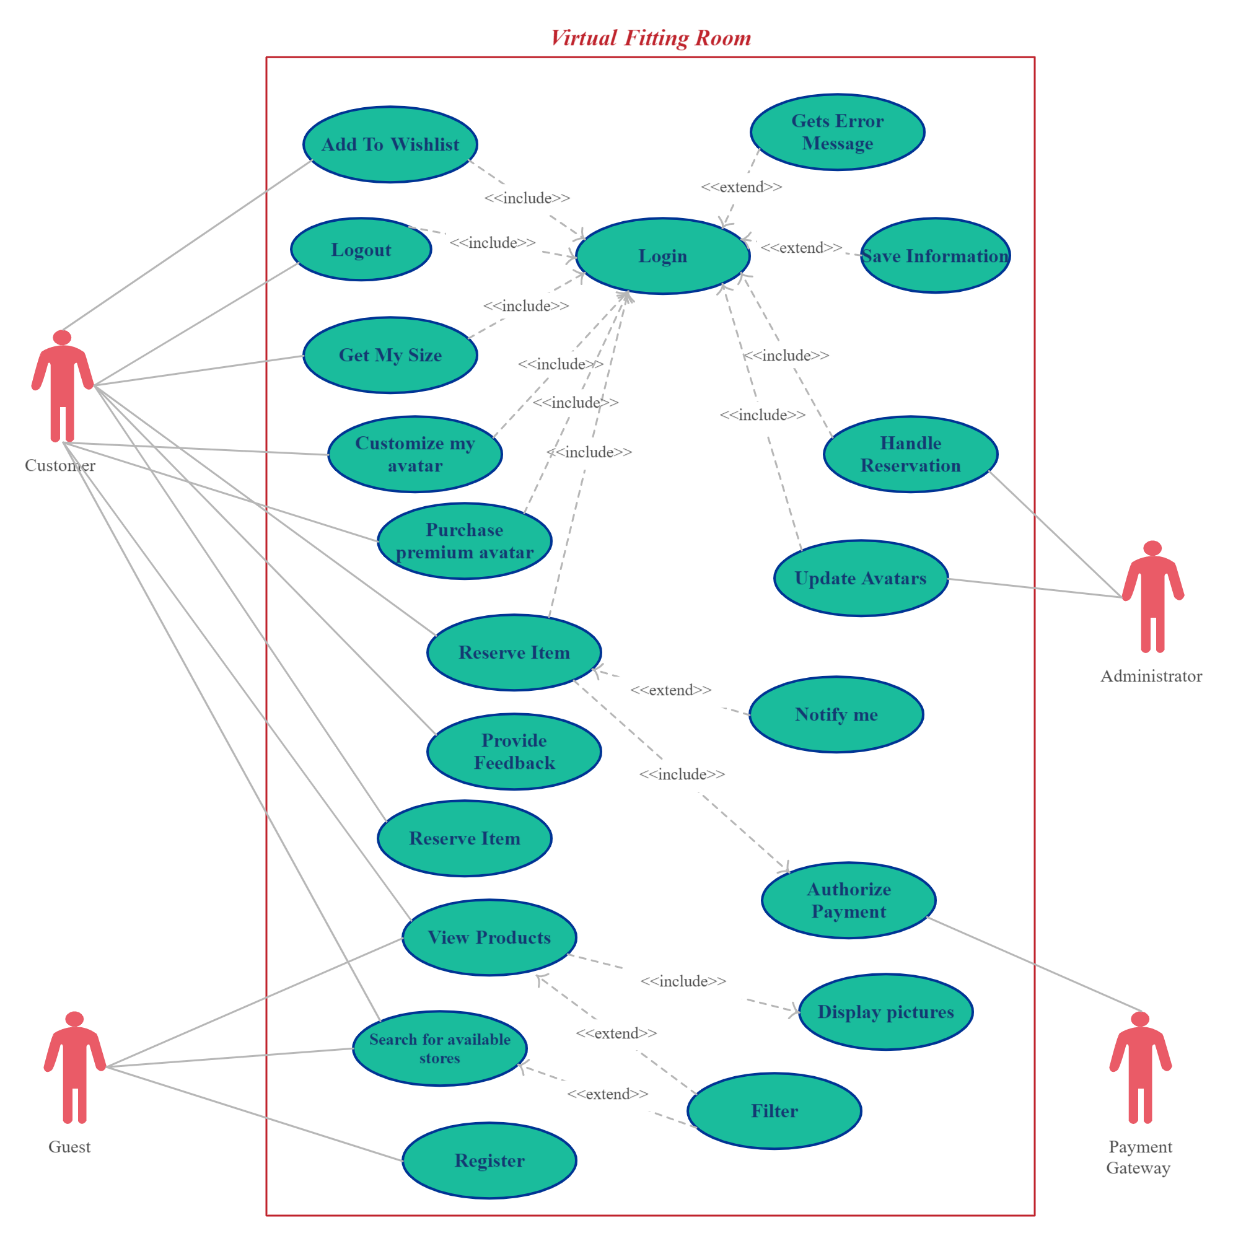 Virtual Fitting Room
Add To Wishlist
Gets Error
Message
<<include>>
<<extend>>
Logout
<<include>>
Login
<<extend>>
Save Information
<<include>>
Get My Size
<<include>>
<<include>>
<<include>>
<<include>>
Customize my
avatar
<<include>>
Handle
Reservation
Customer
Purchase
premium avatar
Update Avatars
Reserve Item
<<extend>>
Administrator
Notify me
Provide
Feedback
<<include>>
Reserve Item
Authorize
Payment
View Products
<<include>>
Display pictures
<<extend>>
Search for available
stores
<<extend>>
Filter
Guest
Register
Payment
Gateway